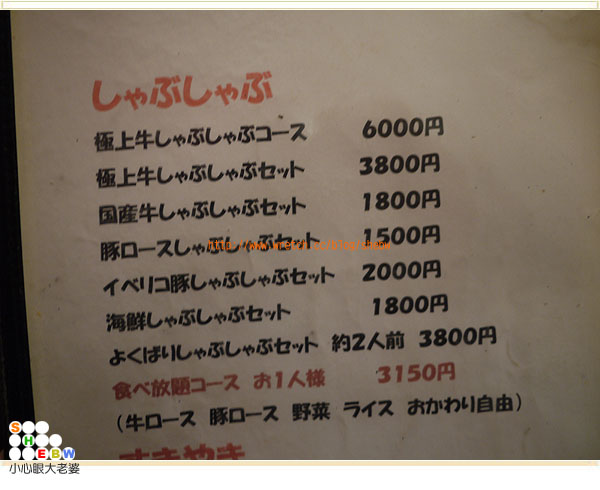 しゃぶしゃぶ
極上牛しゃぶしゃぶコース 6000円
極上牛しゃぶしゃぶセット 3800円
国産牛しゃぶしゃぶセット 1800円
豚ロースしゃぶしゃぶセット 1500円
イベリコ豚しゃぶしゃぶセット 2000円
海鮮しゃぶしゃぶセット 1800円
よくばりしゃぶしゃぶセット 約2人前 3800円
食べ放題コース お1人様 3150円
(牛ロース 豚ロース 野菜 ライス おかわり自由)
すきやき
SHEBW
小心眼大老婆